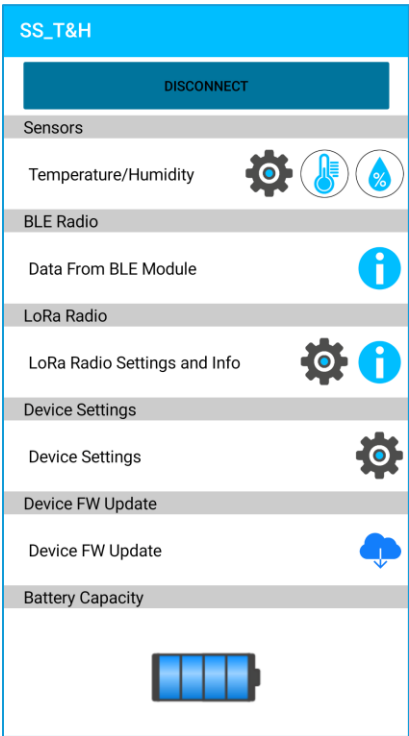 SS_T&H
DISCONNECT
Sensors
Temperature/Humidity
%
BLE Radio
Data From BLE Module
i
LoRa Radio
LoRa Radio Settings and Info
i
Device Settings
Device Settings
Device FW Update
Device FW Update
Battery Capacity